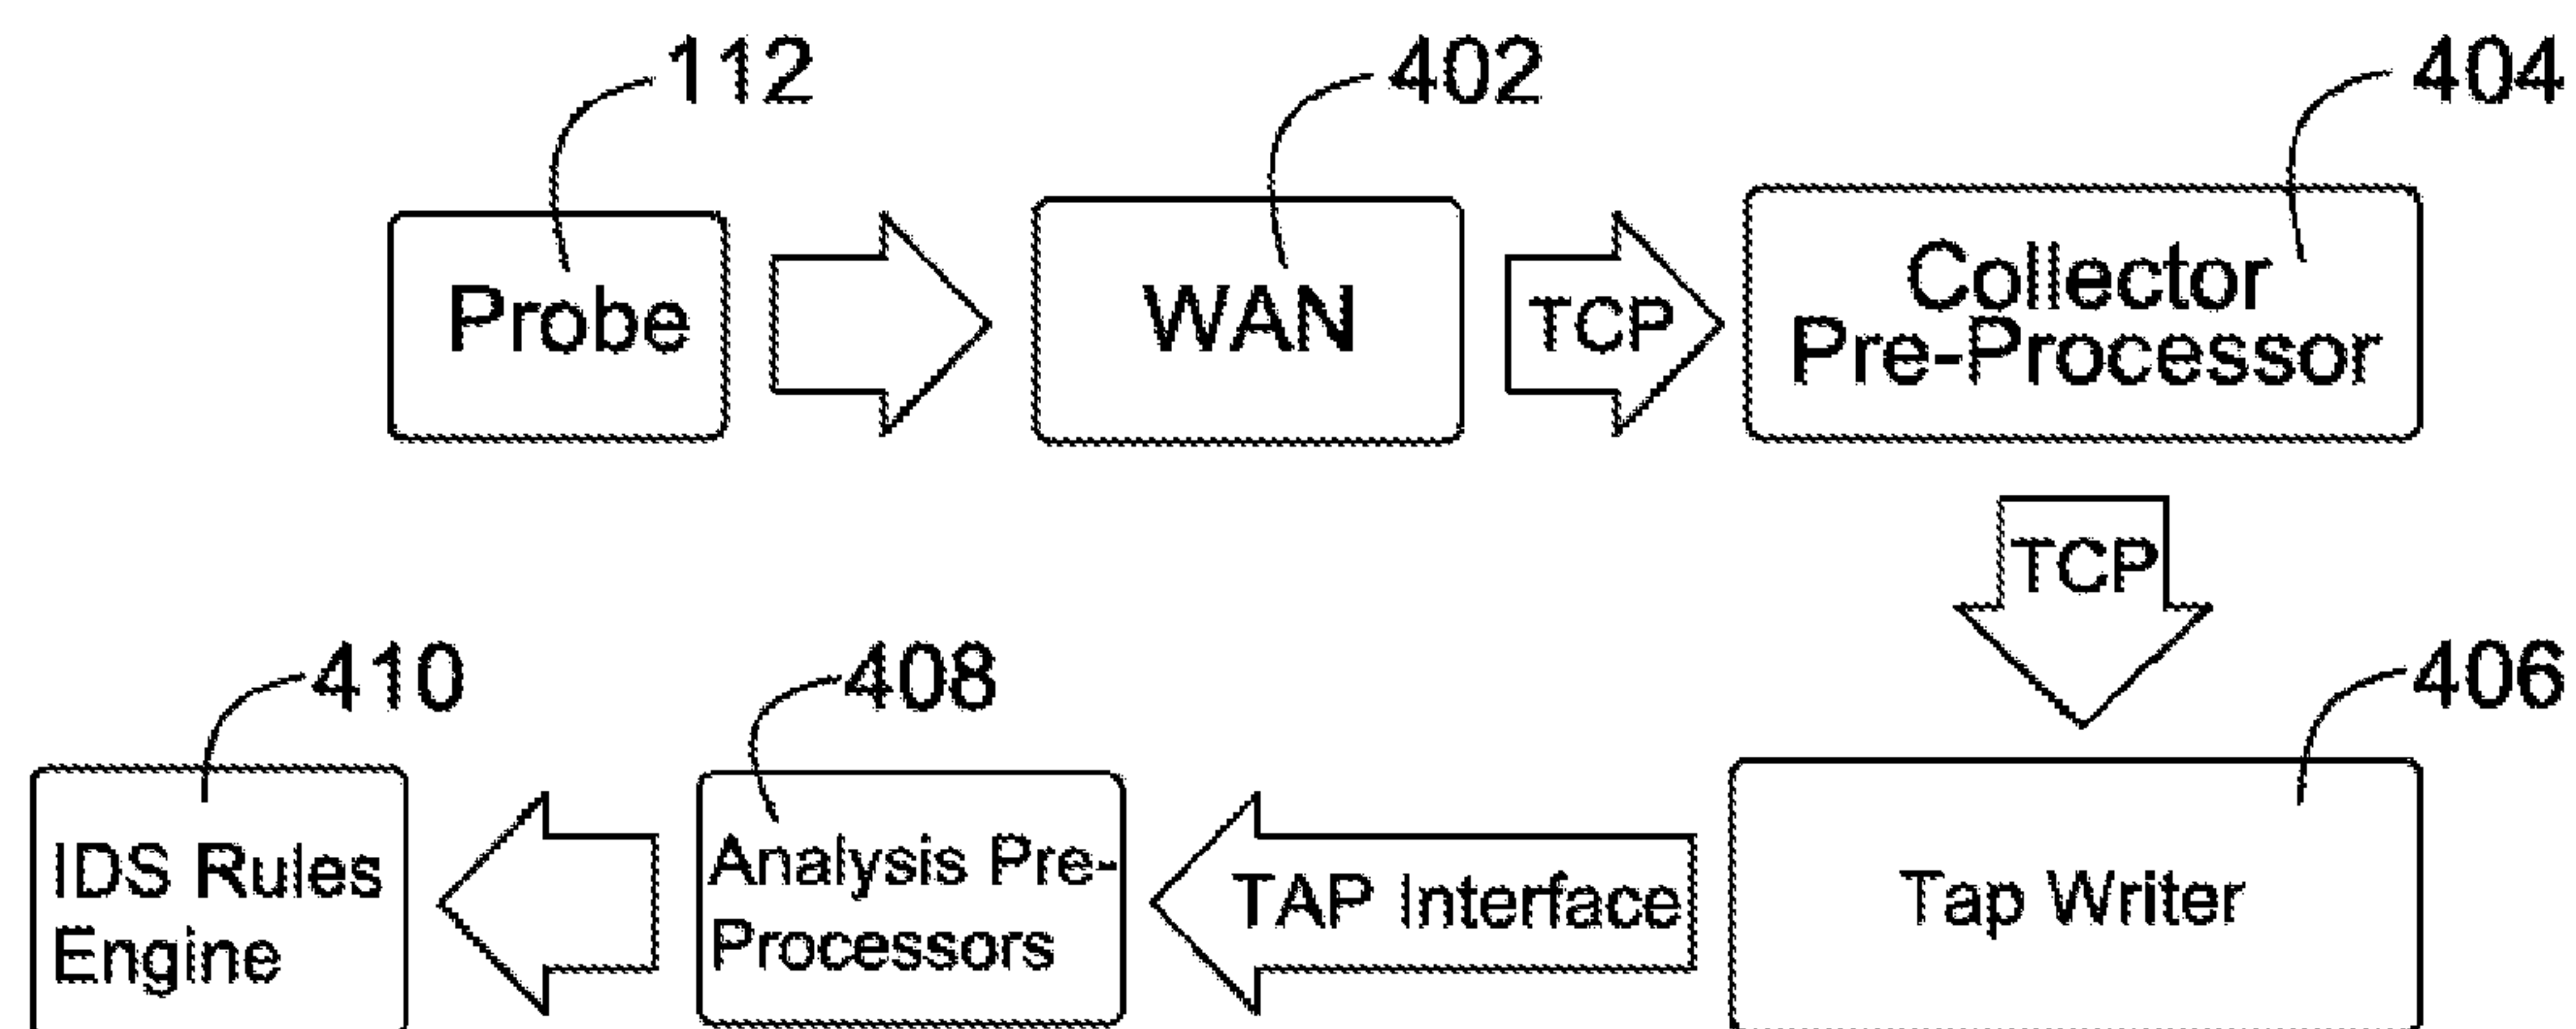 112
402
404
Probe
WAN
TCP
Collector
Pre-Processor
TCP
410
408
406
IDS Rules
Engine
Analysis Pre-
Processors
TAP Interface
Tap Writer